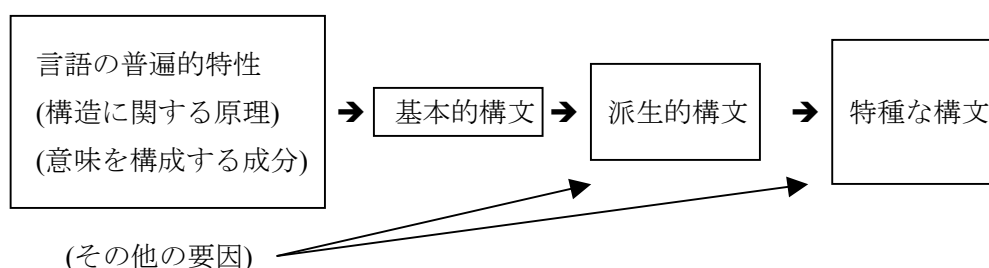 言語の普遍的特性
(構造に関する原理)
(意味を構成する成分)
基本的構文
派生的構文
特種な構文
(その他の要因)